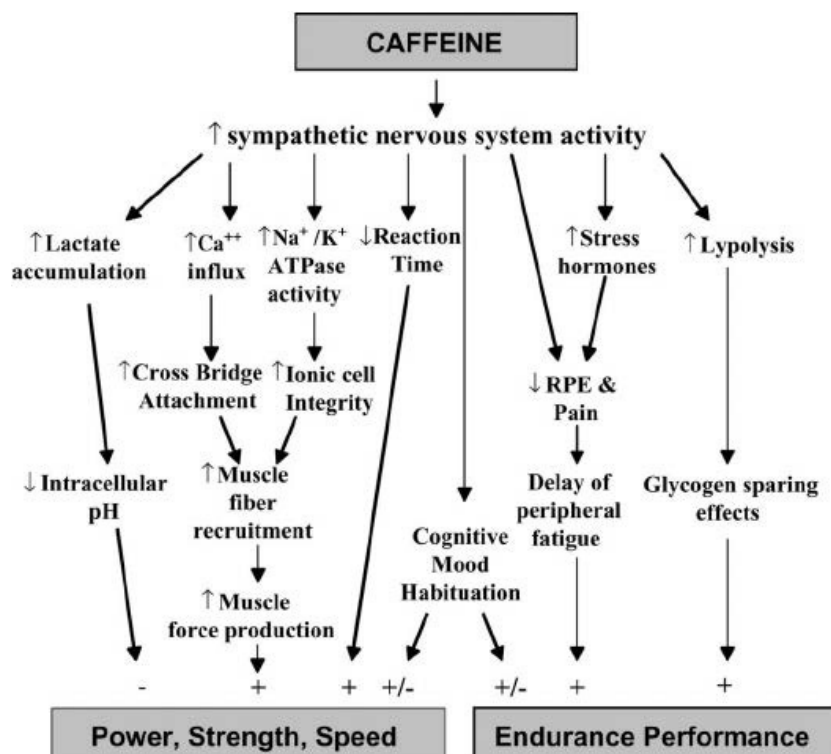 CAFFEINE
↑ sympathetic nervous system activity
↑Lactate
accumulation
↑Ca⁺⁺
influx
↑Na⁺ /K⁺
ATPase
activity
↓Reaction
Time
↑Stress
hormones
↑Lypolysis
↑Cross Bridge
Attachment
↑Ionic cell
Integrity
↓RPE &
Pain
↓Intracellular
pH
↑Muscle
fiber
recruitment
Cognitive
Mood
Habituation
Delay of
peripheral
fatigue
Glycogen sparing
effects
↑Muscle
force production
- + + +/- +/- + +
Power, Strength, Speed
Endurance Performance